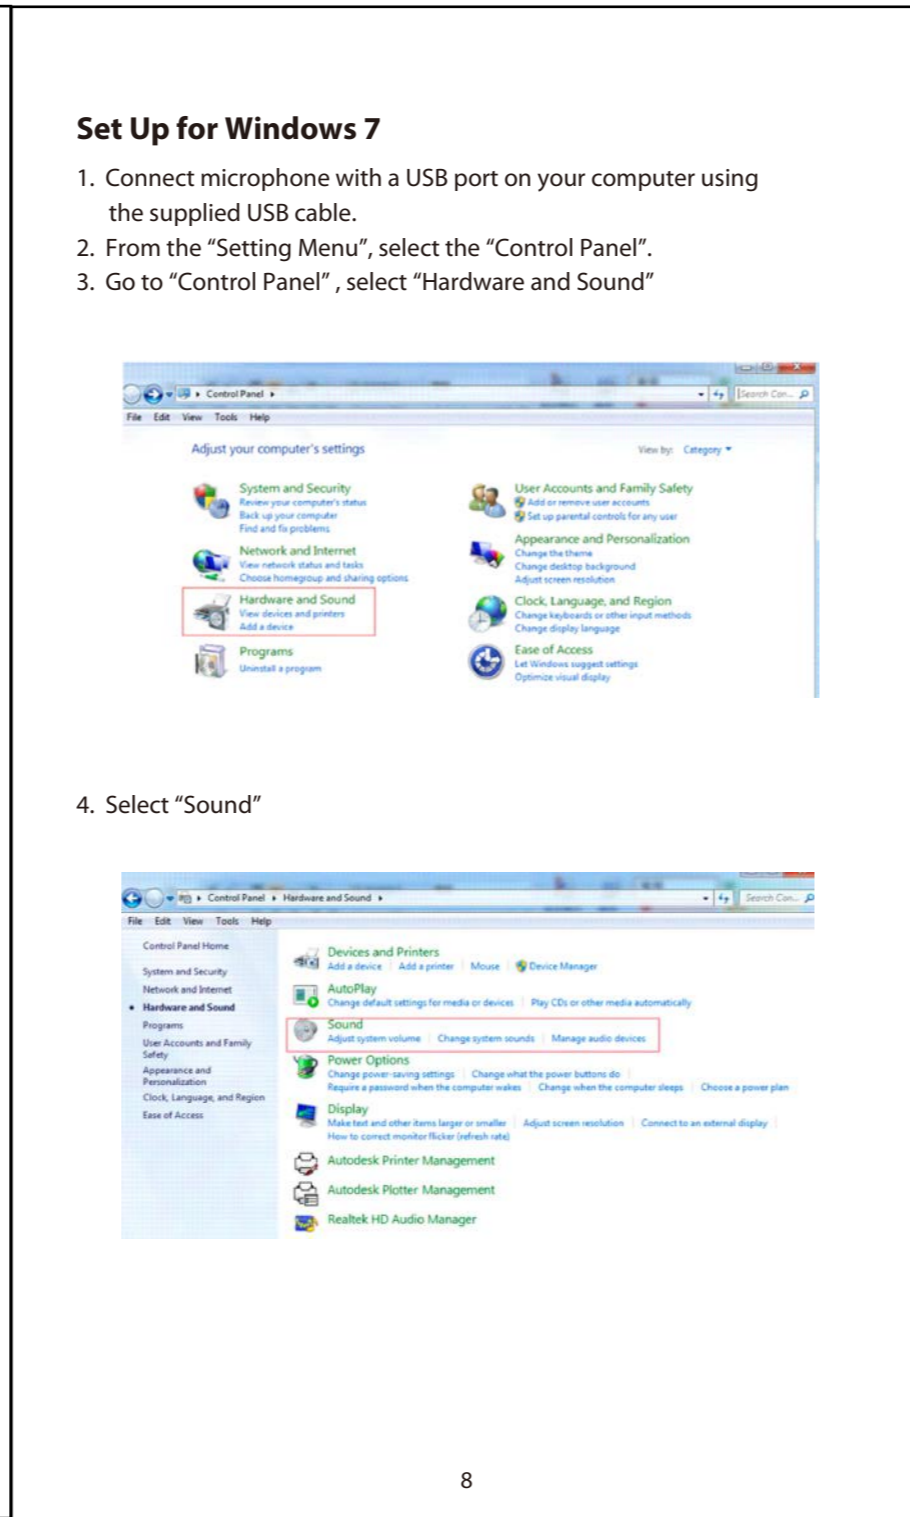 Set Up for Windows 7
1. Connect microphone with a USB port on your computer using
the supplied USB cable.
2. From the “Setting Menu”, select the “Control Panel”.
3. Go to “Control Panel” , select “Hardware and Sound”
Control Panel
Search Con...
File Edit View Tools Help
Adjust your computer's settings
View by: Category
System and Security
Review your computer's status
Back up your computer
Find and fix problems
Network and Internet
View network status and tasks
Choose homegroup and sharing options
Hardware and Sound
View devices and printers
Add a device
Programs
Uninstall a program
User Accounts and Family Safety
Add or remove user accounts
Set up parental controls for any user
Appearance and Personalization
Change the theme
Change desktop background
Adjust screen resolution
Clock, Language, and Region
Change keyboards or other input methods
Change display language
Ease of Access
Let Windows suggest settings
Optimize visual display
4. Select “Sound”
Control Panel Hardware and Sound
Search Con...
File Edit View Tools Help
Control Panel Home
System and Security
Network and Internet
Hardware and Sound
Programs
User Accounts and Family
Safety
Appearance and
Personalization
Clock, Language, and Region
Ease of Access
Devices and Printers
Add a device Add a printer Mouse Device Manager
AutoPlay
Change default settings for media or devices Play CDs or other media automatically
Sound
Adjust system volume Change system sounds Manage audio devices
Power Options
Change power-saving settings Change what the power buttons do
Require a password when the computer wakes Change when the computer sleeps Choose a power plan
Display
Make text and other items larger or smaller Adjust screen resolution Connect to an external display
How to correct monitor flicker (refresh rate)
Autodesk Printer Management
Autodesk Plotter Management
Realtek HD Audio Manager
8